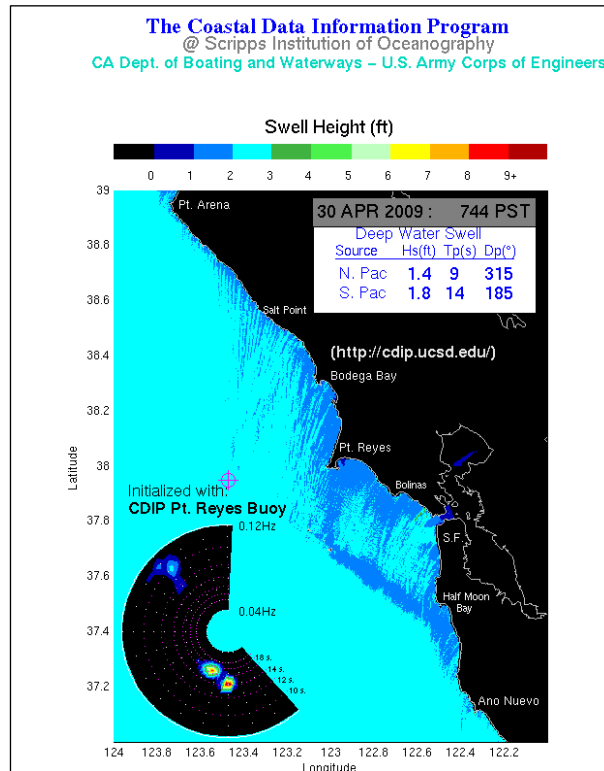 The Coastal Data Information Program
@ Scripps Institution of Oceanography
CA Dept. of Boating and Waterways – U.S. Army Corps of Engineers
Swell Height (ft)
0 1 2 3 4 5 6 7 8 9+
39
38.8
38.6
38.4
38.2
38
37.8
37.6
37.4
37.2
Latitude
Pt. Arena
30 APR 2009 : 744 PST
Deep Water Swell
Source Hs(ft) Tp(s) Dp(°)
N. Pac 1.4 9 315
S. Pac 1.8 14 185
Salt Point
(http://cdip.ucsd.edu/)
Bodega Bay
Pt. Reyes
Bolinas
Initialized with:
CDIP Pt. Reyes Buoy
0.12Hz
S.F.
Half Moon
Bay
0.04Hz
18 s.
14 s.
12 s.
10 s.
Ano Nuevo
124 123.8 123.6 123.4 123.2 123 122.8 122.6 122.4 122.2
Longitude